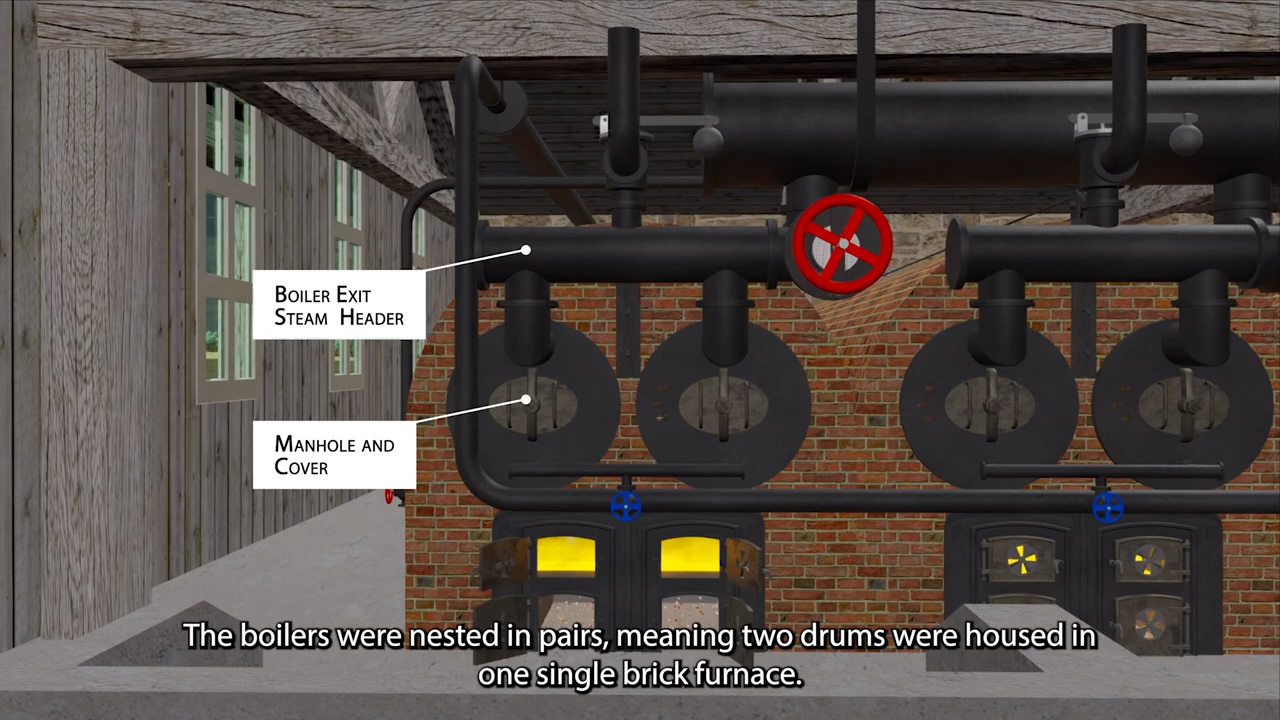 Boiler Exit
Steam Header
Manhole and
Cover
The boilers were nested in pairs, meaning two drums were housed in
one single brick furnace.